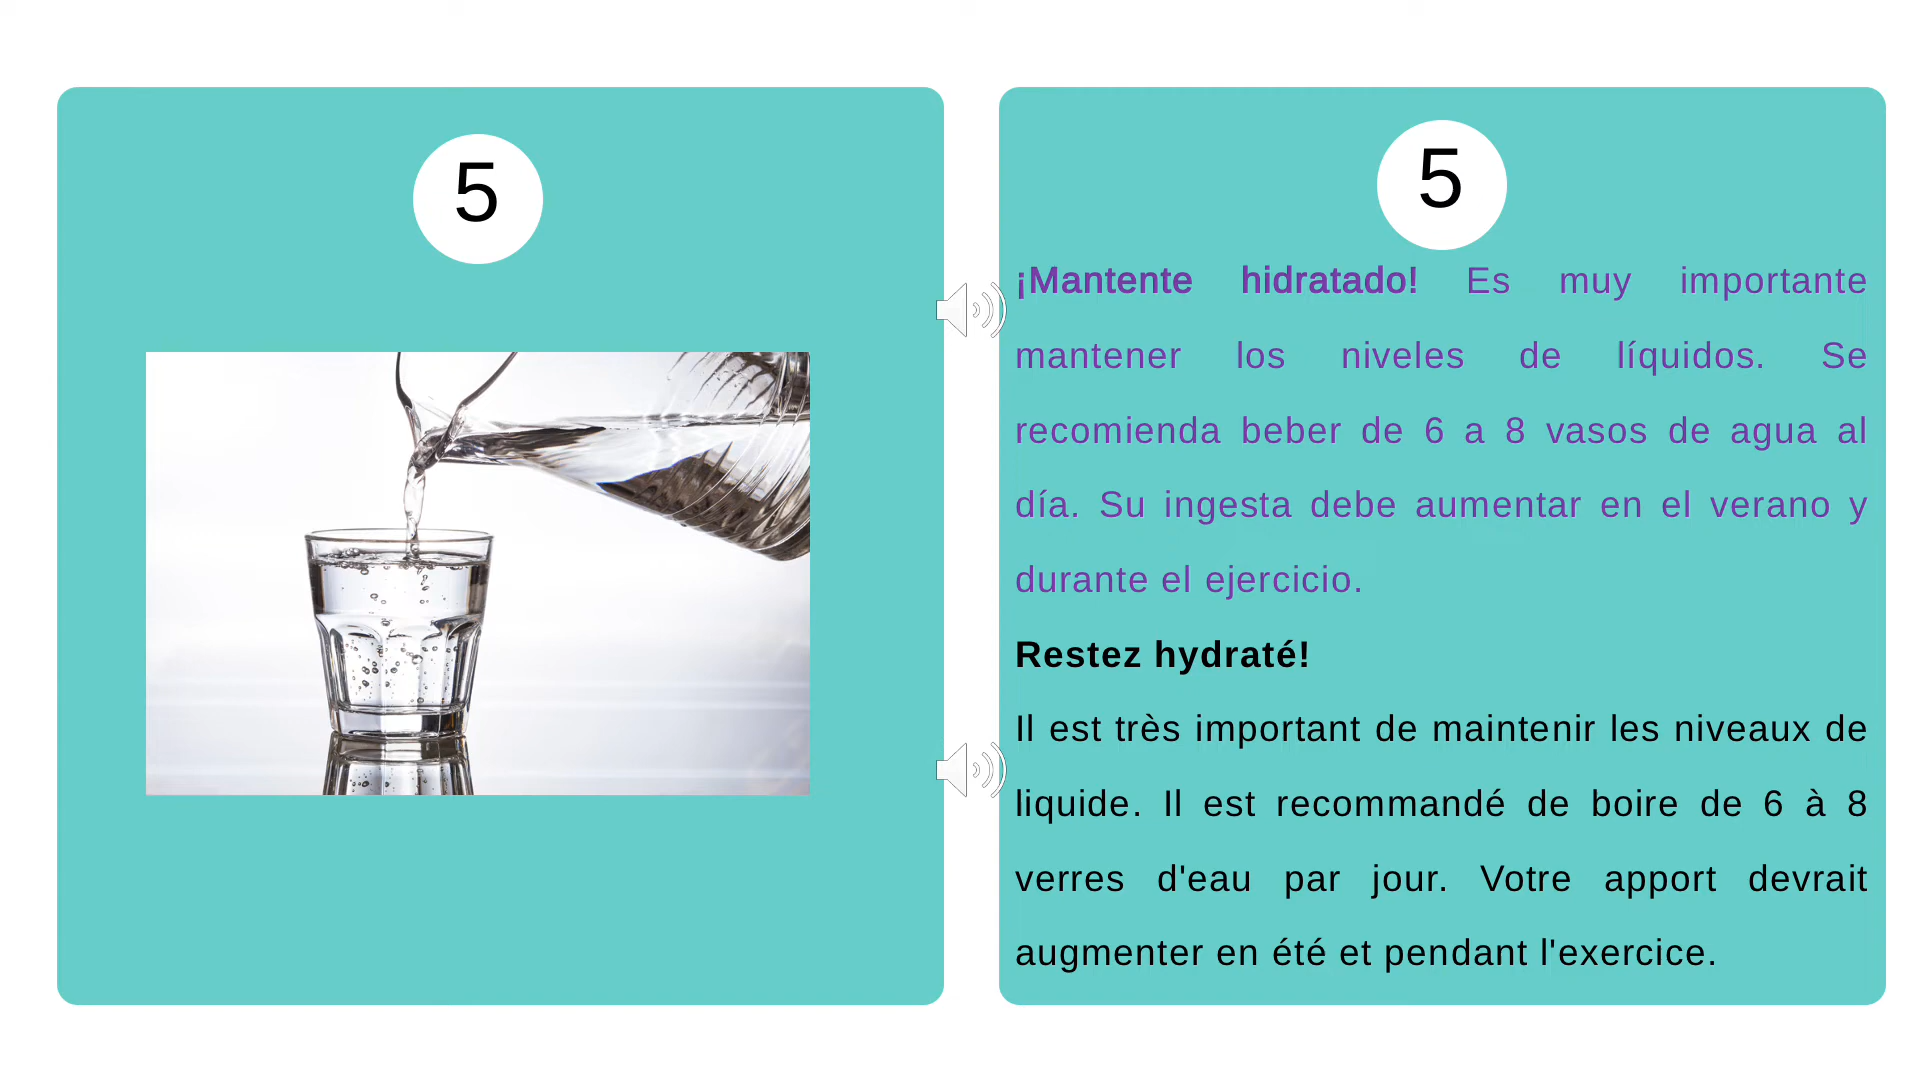 5
5
¡Mantente hidratado! Es muy importante
mantener los niveles de líquidos. Se
recomienda beber de 6 a 8 vasos de agua al
día. Su ingesta debe aumentar en el verano y
durante el ejercicio.
Restez hydraté!
Il est très important de maintenir les niveaux de
liquide. Il est recommandé de boire de 6 à 8
verres d'eau par jour. Votre apport devrait
augmenter en été et pendant l'exercice.